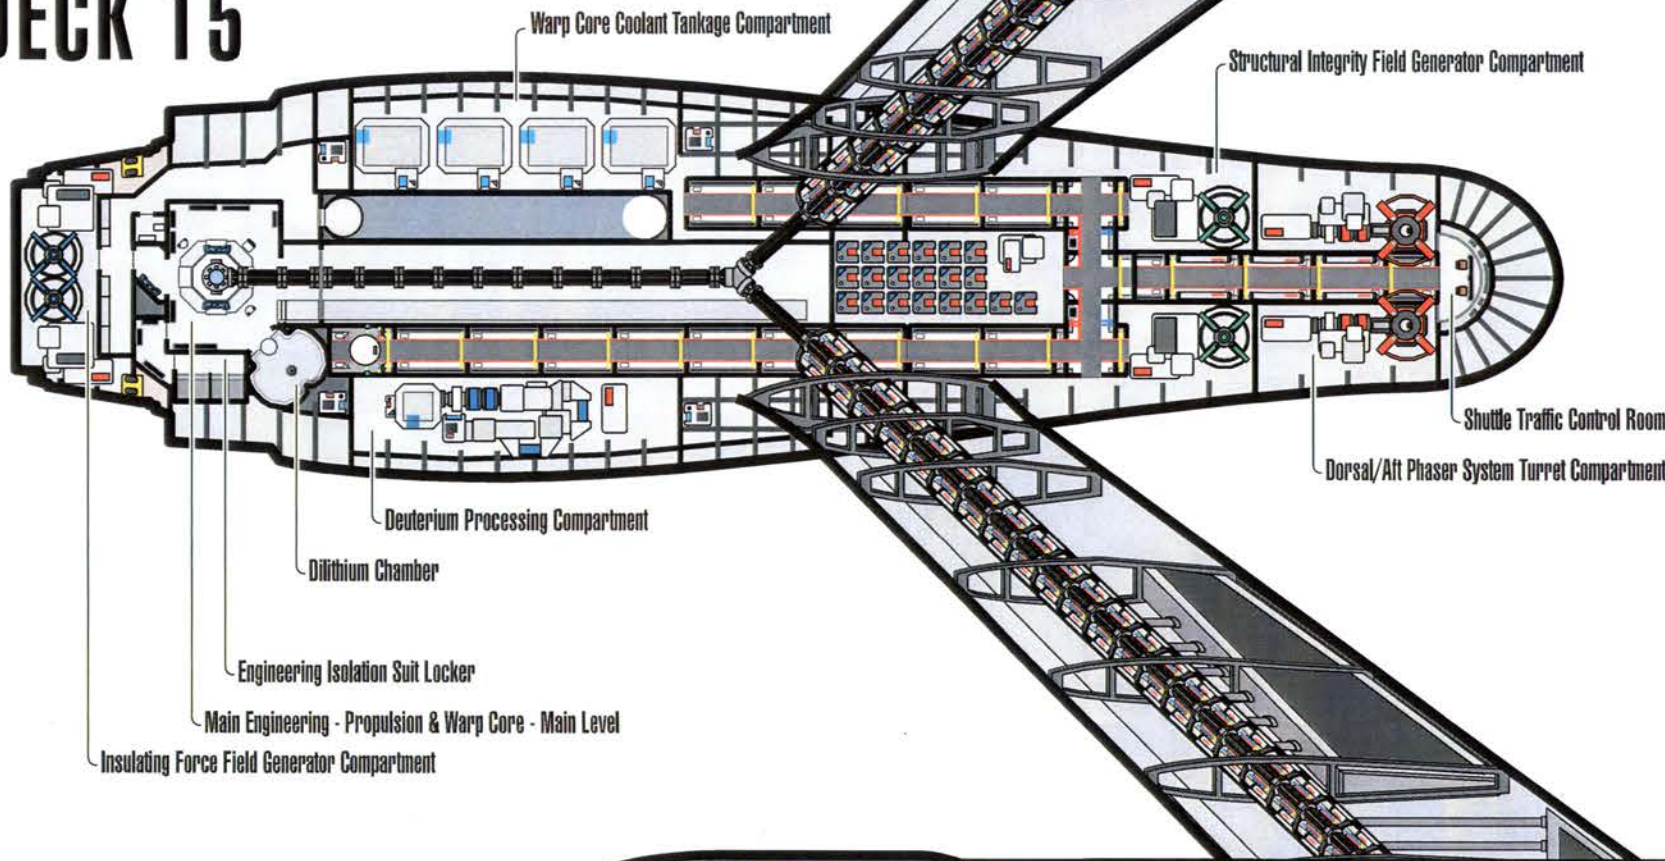 DECK 15
Warp Core Coolant Tankage Compartment
Structural Integrity Field Generator Compartment
Shuttle Traffic Control Room
Dorsal/Aft Phaser System Turret Compartment
Deuterium Processing Compartment
Dilithium Chamber
Engineering Isolation Suit Locker
Main Engineering - Propulsion & Warp Core - Main Level
Insulating Force Field Generator Compartment